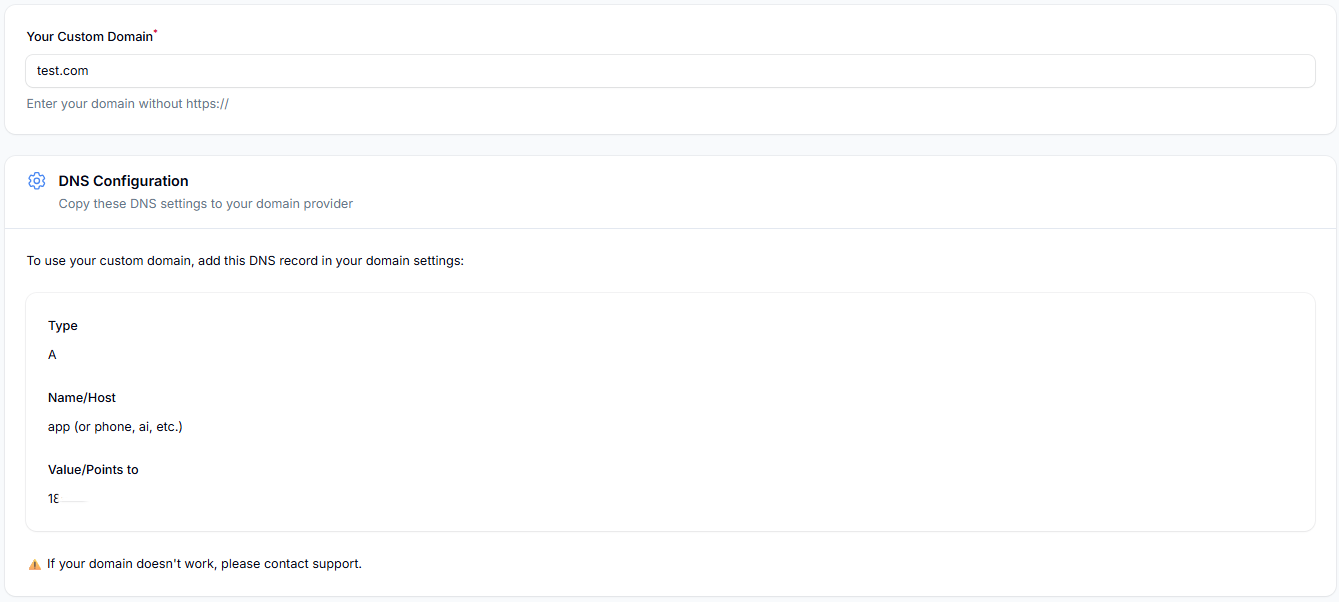 Your Custom Domain*
test.com
Enter your domain without https://
DNS Configuration
Copy these DNS settings to your domain provider
To use your custom domain, add this DNS record in your domain settings:
Type
A
Name/Host
app (or phone, ai, etc.)
Value/Points to
If your domain doesn't work, please contact support.